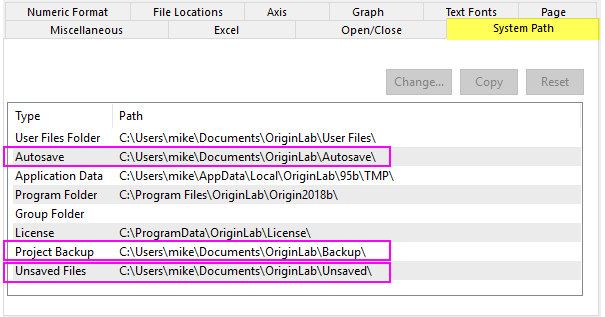 Numeric Format File Locations Axis Graph Text Fonts Page
Miscellaneous Excel Open/Close System Path
Change... Copy Reset
Type Path
User Files Folder C:\Users\mike\Documents\OriginLab\User Files\
Autosave C:\Users\mike\Documents\OriginLab\Autosave\
Application Data C:\Users\mike\AppData\Local\OriginLab\95b\TMP\
Program Folder C:\Program Files\OriginLab\Origin2018b\
Group Folder
License C:\ProgramData\OriginLab\License\
Project Backup C:\Users\mike\Documents\OriginLab\Backup\
Unsaved Files C:\Users\mike\Documents\OriginLab\Unsaved\